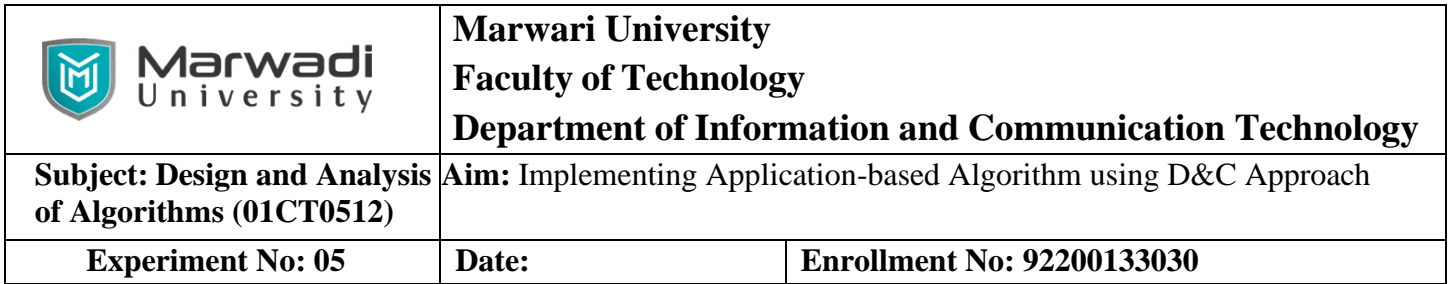 Marwadi
University
Marwari University
Faculty of Technology
Department of Information and Communication Technology
Subject: Design and Analysis
of Algorithms (01CT0512)
Aim: Implementing Application-based Algorithm using D&C Approach
Experiment No: 05
Date:
Enrollment No: 92200133030